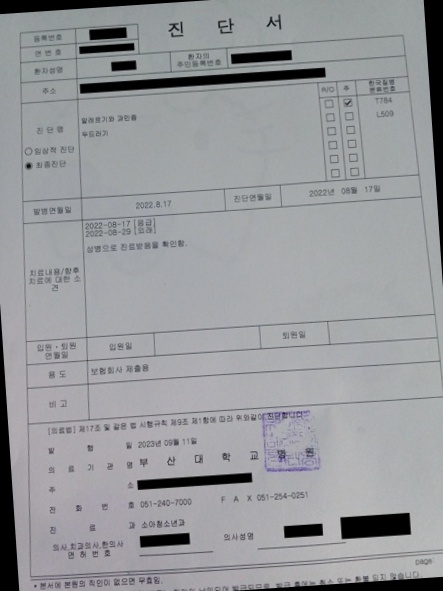 진 단 서
등록번호
연 번 호
환자성명
환자의
주민등록번호
주소
진 단 명
○임상적 진단
◉ 최종진단
R/O 주 한국질병
분류번호
알레르기와 과민증 ☐ ☑ T784
두드러기 ☐ ☐ L509
발병연월일 2022.8.17 진단연월일 2022년 08월 17일
치료내용/향후
치료에 대한 소
견
2022-08-17 [응급]
2022-08-29 [외래]
상병으로 진료받음을 확인함.
입원·퇴원
연월일
입원일 퇴원일
용 도 보험회사 제출용
비 고
[의료법] 제17조 및 같은 법 시행규칙 제9조 제1항에 따라 위와같이 진단합니다.
발 행 일 2023년 09월 11일
의 료 기 관 명 부 산 대 학 교 병 원
주 소
전 화 번 호 051-240-7000 F A X 051-254-0251
진 료 과 소아청소년과
의사,치과의사,한의사
면 허 번 호
의사성명
page
* 본서에 본원의 직인이 없으면 무효임.